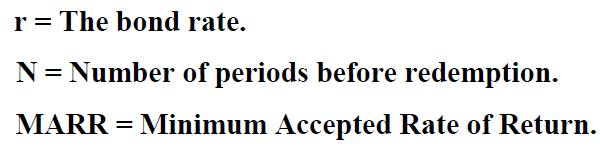 r = The bond rate.
N = Number of periods before redemption.
MARR = Minimum Accepted Rate of Return.